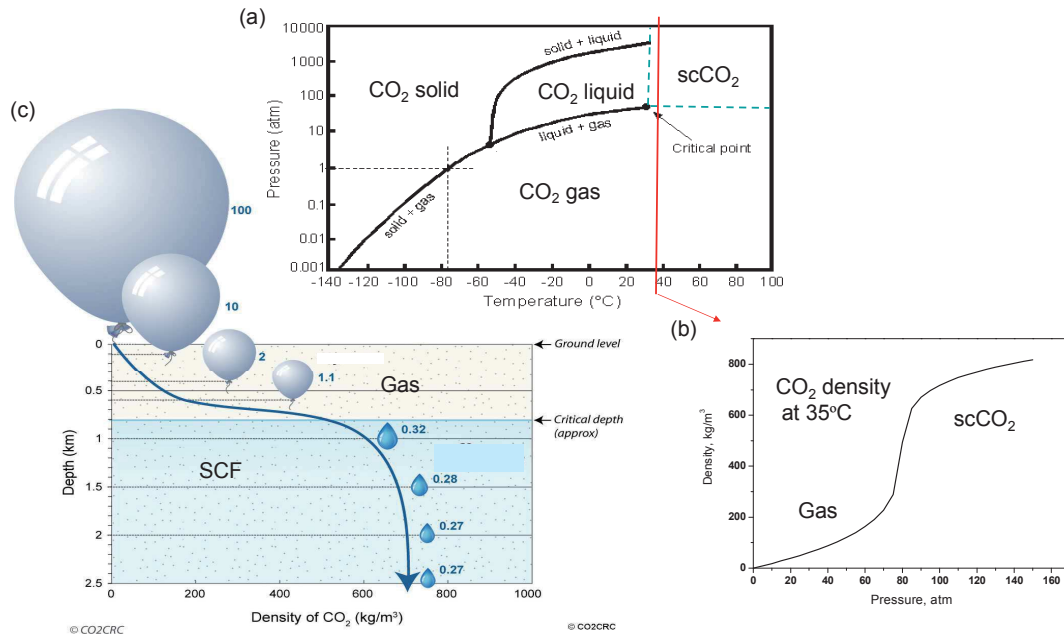 (a)
10000
1000
100
10
1
0.1
0.01
0.001
Pressure (atm)
-140 -120 -100 -80 -60 -40 -20 0 20 40 60 80 100
Temperature (°C)
CO₂ solid
solid + liquid
CO₂ liquid
scCO₂
liquid + gas
Critical point
CO₂ gas
solid + gas
(c)
100
10
2
1.1
Ground level
Gas
Critical depth
(approx)
0.32
SCF
0.28
0.27
0.27
0
0.5
1
1.5
2
2.5
Depth (km)
0 200 400 600 800 1000
Density of CO₂ (kg/m³)
© CO2CRC
© CO2CRC
(b)
800
600
400
200
0
Density, kg/m³
CO₂ density
at 35°C
scCO₂
Gas
0 20 40 60 80 100 120 140 160
Pressure, atm